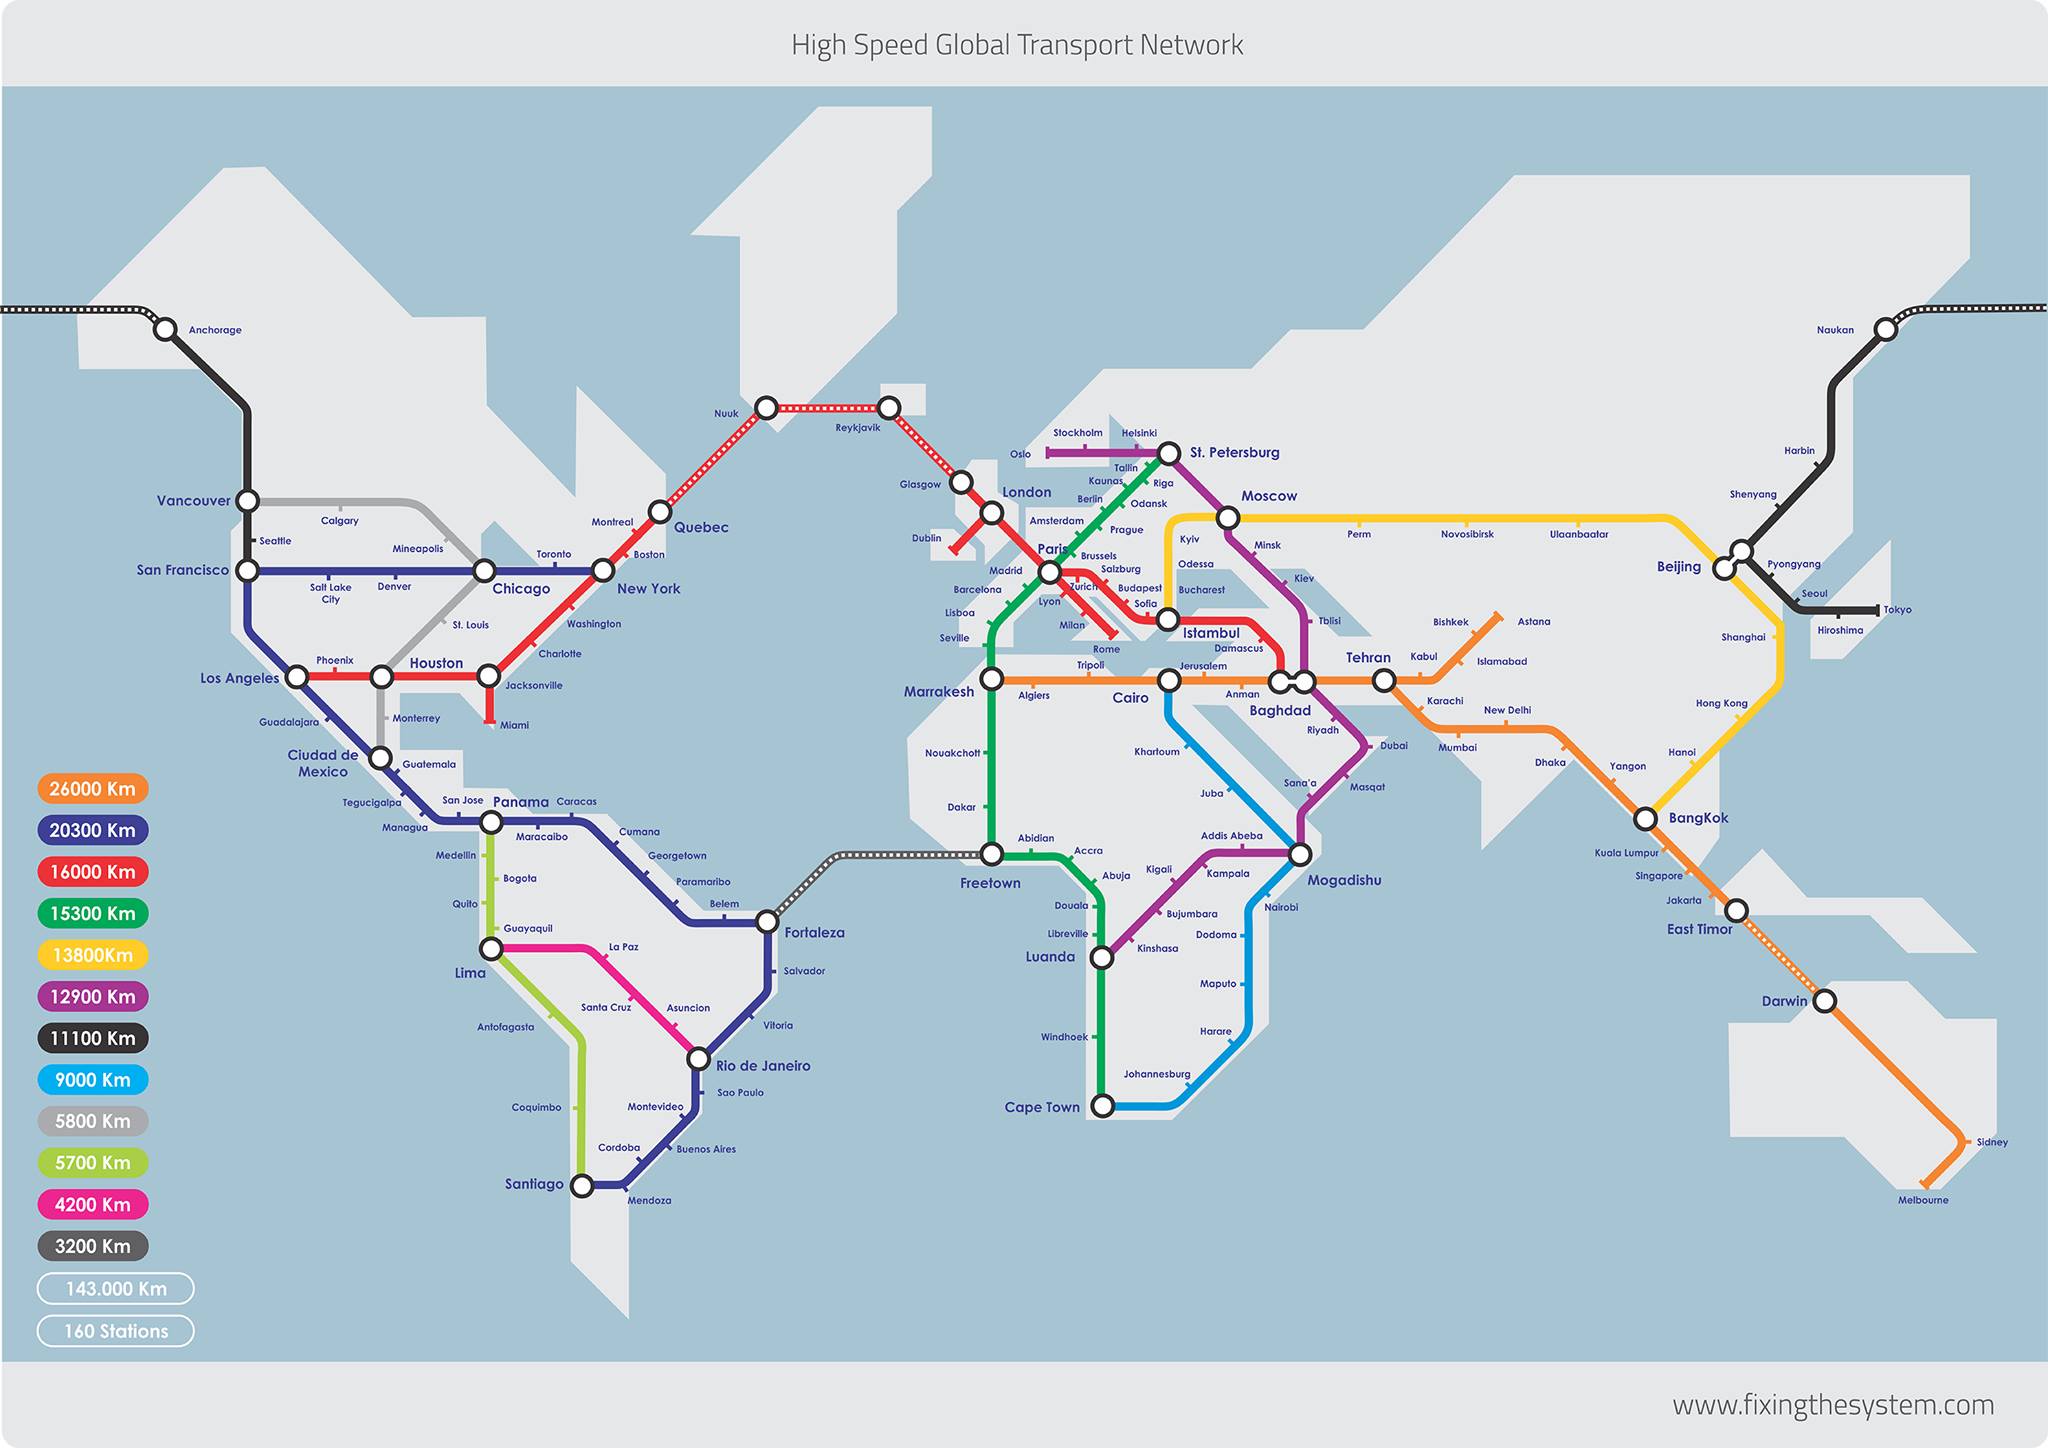 High Speed Global Transport Network
Anchorage
Naukan
Nuuk
Reykjavik
Stockholm
Helsinki
Oslo
St. Petersburg
Tallin
Harbin
Glasgow
London
Kaunas
Riga
Berlin
Odansk
Moscow
Shenyang
Vancouver
Calgary
Montreal
Quebec
Amsterdam
Prague
Dublin
Kyiv
Minsk
Perm
Novosibirsk
Ulaanbaatar
Seattle
Mineapolis
Toronto
Boston
Paris
Brussels
Odessa
San Francisco
Salt Lake
City
Denver
Chicago
New York
Madrid
Salzburg
Zurich
Budapest
Bucharest
Kiev
Beijing
Pyongyang
Barcelona
Lyon
Sofia
Seoul
Tokyo
Hiroshima
Lisboa
Milan
Seville
Rome
Istambul
Tblisi
Damascus
Bishkek
Astana
Shanghai
St. Louis
Washington
Charlotte
Phoenix
Houston
Los Angeles
Jacksonville
Tripoli
Jerusalem
Tehran
Kabul
Islamabad
Marrakesh
Algiers
Cairo
Anman
Baghdad
Karachi
New Delhi
Hong Kong
Guadalajara
Monterrey
Miami
Riyadh
Dubai
Mumbai
Nouakchott
Khartoum
Hanoi
Ciudad de
Mexico
Guatemala
Dhaka
Yangon
Sana'a
Masqat
Juba
Tegucigalpa
San Jose
Panama
Caracas
Dakar
Managua
Maracaibo
Cumana
BangKok
Abidian
Accra
Addis Abeba
Medellin
Georgetown
Kuala Lumpur
Bogota
Paramaribo
Freetown
Abuja
Kigali
Kampala
Mogadishu
Singapore
Quito
Belem
Douala
Bujumbara
Nairobi
Jakarta
Guayaquil
Fortaleza
Libreville
Kinshasa
Dodoma
East Timor
Lima
La Paz
Salvador
Luanda
Maputo
Darwin
Santa Cruz
Asuncion
Antofagasta
Vitoria
Windhoek
Harare
Rio de Janeiro
Johannesburg
Sao Paulo
Coquimbo
Montevideo
Cape Town
Cordoba
Buenos Aires
Sidney
Santiago
Mendoza
Melbourne
26000 Km
20300 Km
16000 Km
15300 Km
13800Km
12900 Km
11100 Km
9000 Km
5800 Km
5700 Km
4200 Km
3200 Km
143.000 Km
160 Stations
www.fixingthesystem.com